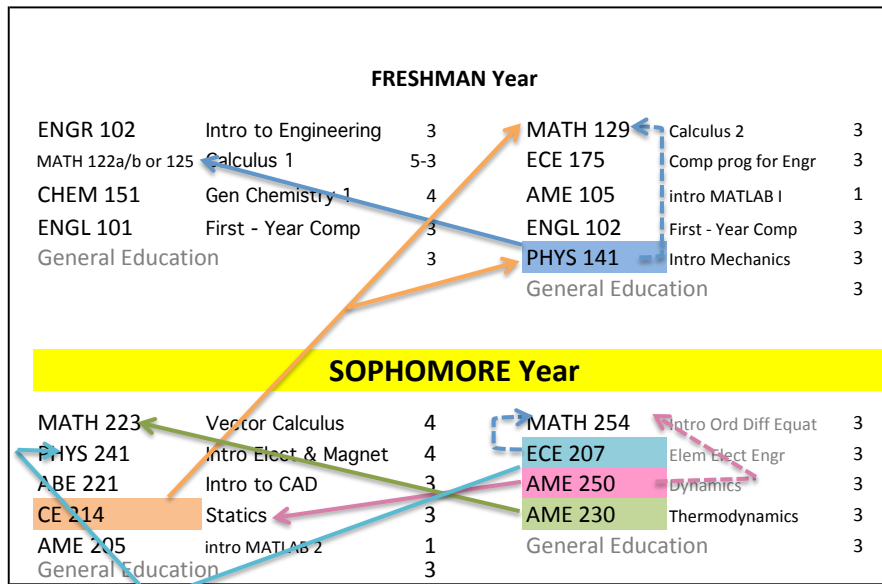 FRESHMAN Year
ENGR 102 Intro to Engineering 3
MATH 122a/b or 125 Calculus 1 5-3
CHEM 151 Gen Chemistry 1 4
ENGL 101 First - Year Comp 3
General Education 3
MATH 129 Calculus 2 3
ECE 175 Comp prog for Engr 3
AME 105 intro MATLAB I 1
ENGL 102 First - Year Comp 3
PHYS 141 Intro Mechanics 3
General Education 3
SOPHOMORE Year
MATH 223 Vector Calculus 4
PHYS 241 Intro Elect & Magnet 4
ABE 221 Intro to CAD 3
CE 214 Statics 3
AME 205 intro MATLAB 2 1
General Education 3
MATH 254 Intro Ord Diff Equat 3
ECE 207 Elem Elect Engr 3
AME 250 Dynamics 3
AME 230 Thermodynamics 3
General Education 3